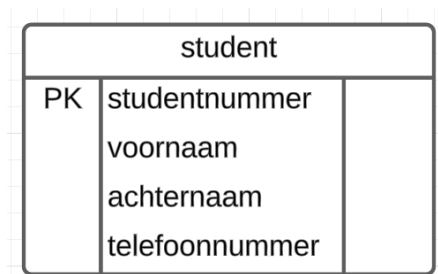 student
PK studentnummer
voornaam
achternaam
telefoonnummer